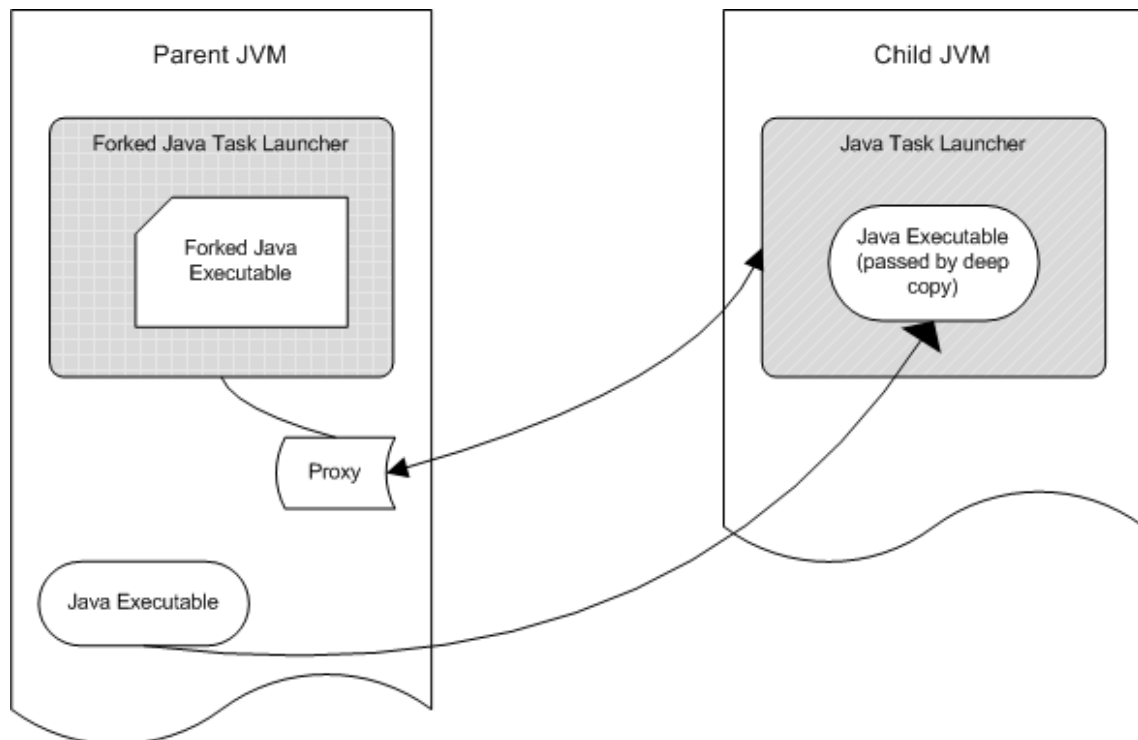 Parent JVM
Forked Java Task Launcher
Forked Java
Executable
Proxy
Java Executable
Child JVM
Java Task Launcher
Java Executable
(passed by deep
copy)